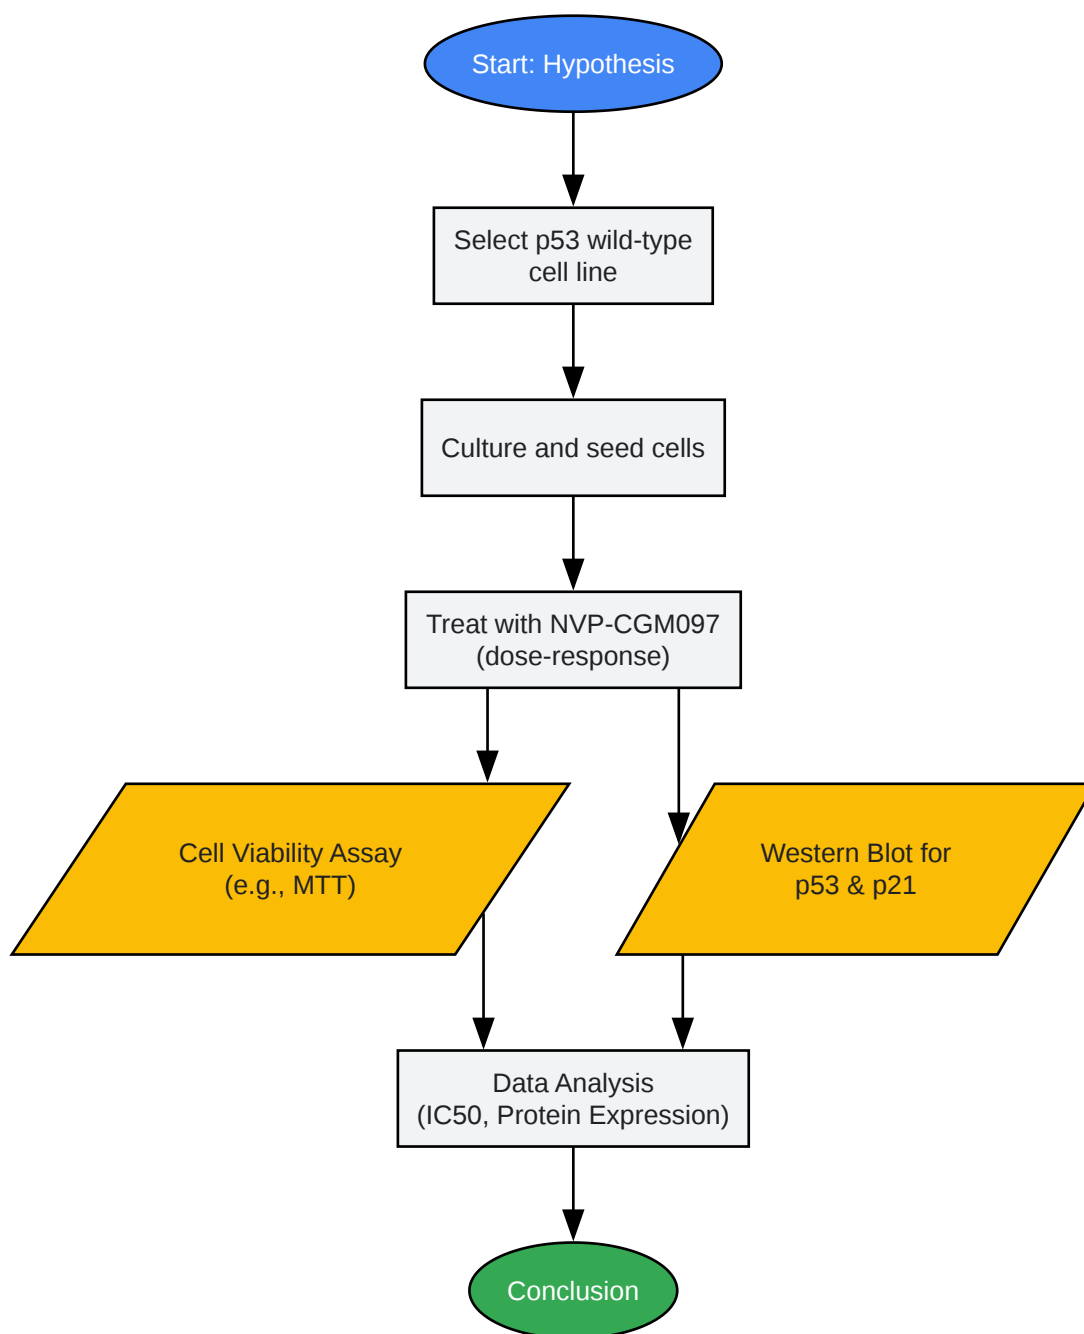 Start: Hypothesis
Select p53 wild-type
cell line
Culture and seed cells
Treat with NVP-CGM097
(dose-response)
Cell Viability Assay
(e.g., MTT)
Western Blot for
p53 & p21
Data Analysis
(IC50, Protein Expression)
Conclusion